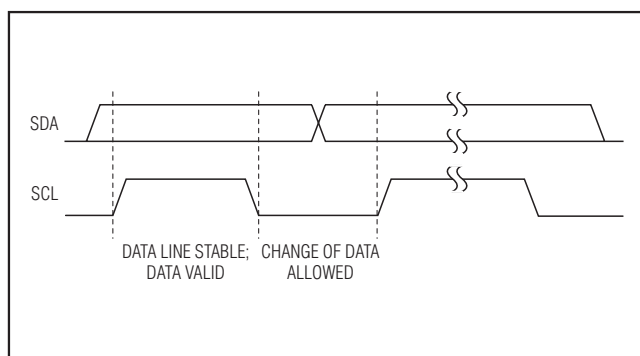 SDA
SCL
DATA LINE STABLE;
DATA VALID
CHANGE OF DATA
ALLOWED